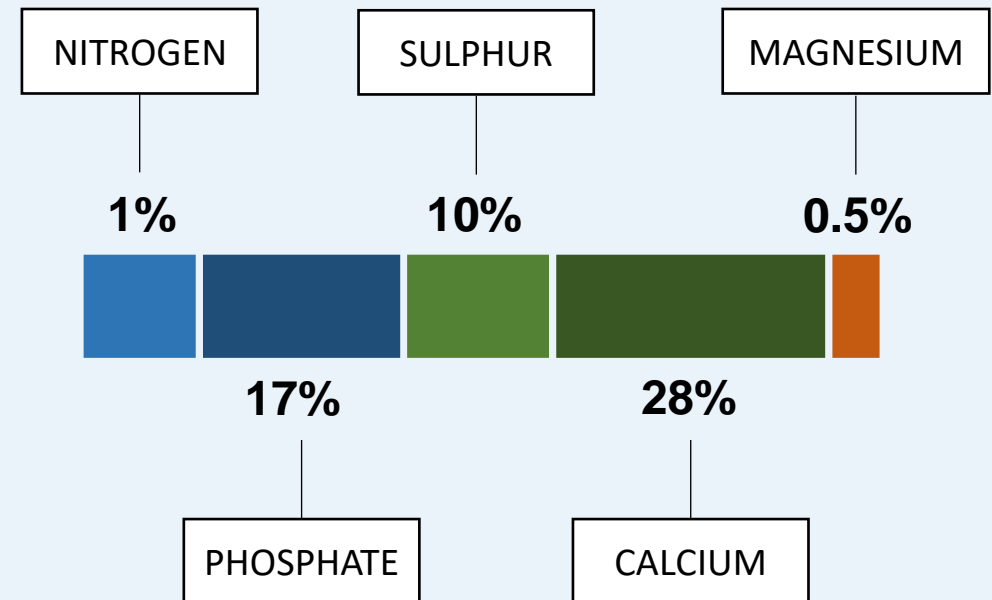 NITROGEN
SULPHUR
MAGNESIUM
1%
10%
0.5%
17%
28%
PHOSPHATE
CALCIUM